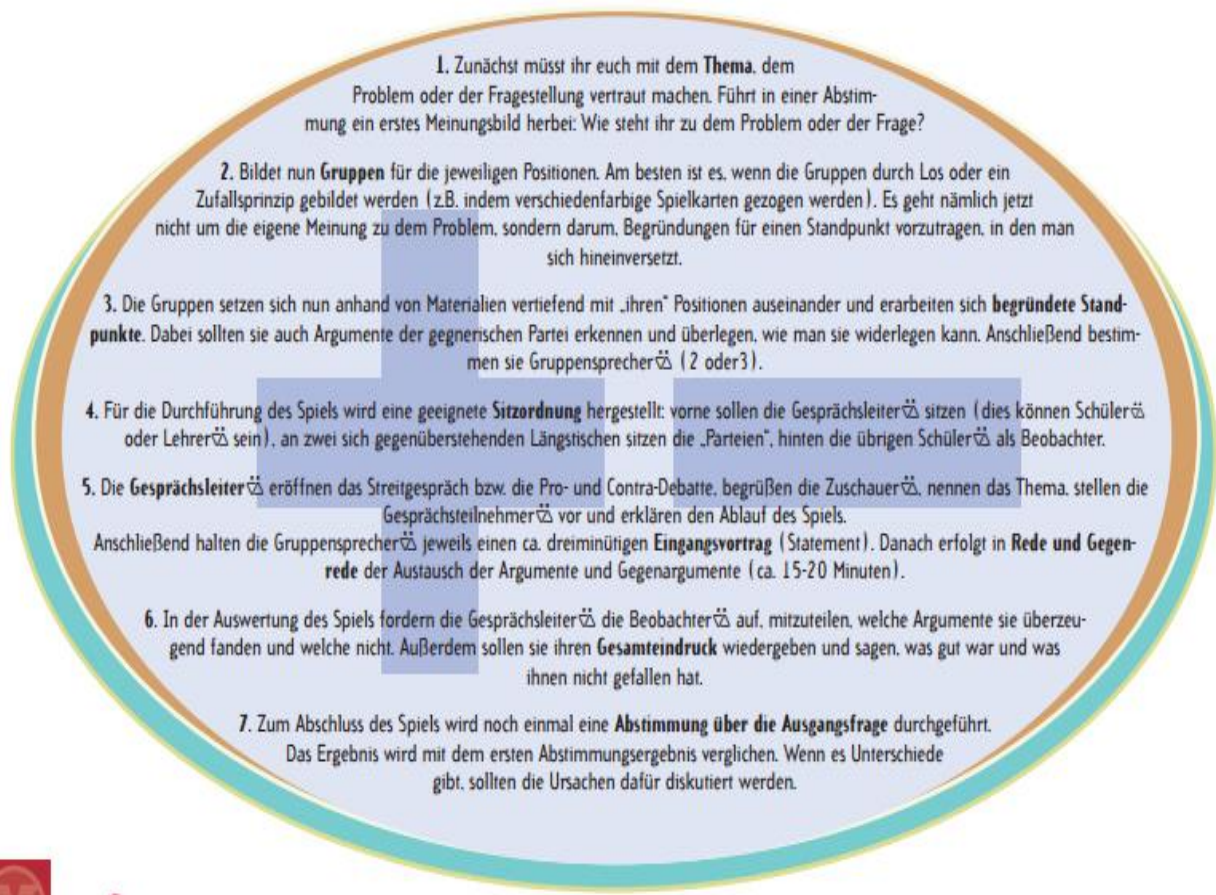 1. Zunächst müsst ihr euch mit dem Thema, dem
Problem oder der Fragestellung vertraut machen. Führt in einer Abstim-
mung ein erstes Meinungsbild herbei: Wie steht ihr zu dem Problem oder der Frage?
2. Bildet nun Gruppen für die jeweiligen Positionen. Am besten ist es, wenn die Gruppen durch Los oder ein
Zufallsprinzip gebildet werden (z.B. indem verschiedenfarbige Spielkarten gezogen werden). Es geht nämlich jetzt
nicht um die eigene Meinung zu dem Problem, sondern darum, Begründungen für einen Standpunkt vorzutragen, in den man
sich hineinversetzt.
3. Die Gruppen setzen sich nun anhand von Materialien vertiefend mit „ihren" Positionen auseinander und erarbeiten sich begründete Stand-
punkte. Dabei sollten sie auch Argumente der gegnerischen Partei erkennen und überlegen, wie man sie widerlegen kann. Anschließend bestim-
men sie Gruppensprecher (2 oder3).
4. Für die Durchführung des Spiels wird eine geeignete Sitzordnung hergestellt: vorne sollen die Gesprächsleiter sitzen (dies können Schüler
oder Lehrer sein), an zwei sich gegenüberstehenden Längstischen sitzen die „Parteien", hinten die übrigen Schüler als Beobachter.
5. Die Gesprächsleiter eröffnen das Streitgespräch bzw. die Pro- und Contra-Debatte, begrüßen die Zuschauer, nennen das Thema, stellen die
Gesprächsteilnehmer vor und erklären den Ablauf des Spiels.
Anschließend halten die Gruppensprecher jeweils einen ca. dreiminütigen Eingangsvortrag (Statement). Danach erfolgt in Rede und Gegen-
rede der Austausch der Argumente und Gegenargumente (ca. 15-20 Minuten).
6. In der Auswertung des Spiels fordern die Gesprächsleiter die Beobachter auf, mitzuteilen, welche Argumente sie überzeu-
gend fanden und welche nicht. Außerdem sollen sie ihren Gesamteindruck wiedergeben und sagen, was gut war und was
ihnen nicht gefallen hat.
7. Zum Abschluss des Spiels wird noch einmal eine Abstimmung über die Ausgangsfrage durchgeführt.
Das Ergebnis wird mit dem ersten Abstimmungsergebnis verglichen. Wenn es Unterschiede
gibt, sollten die Ursachen dafür diskutiert werden.